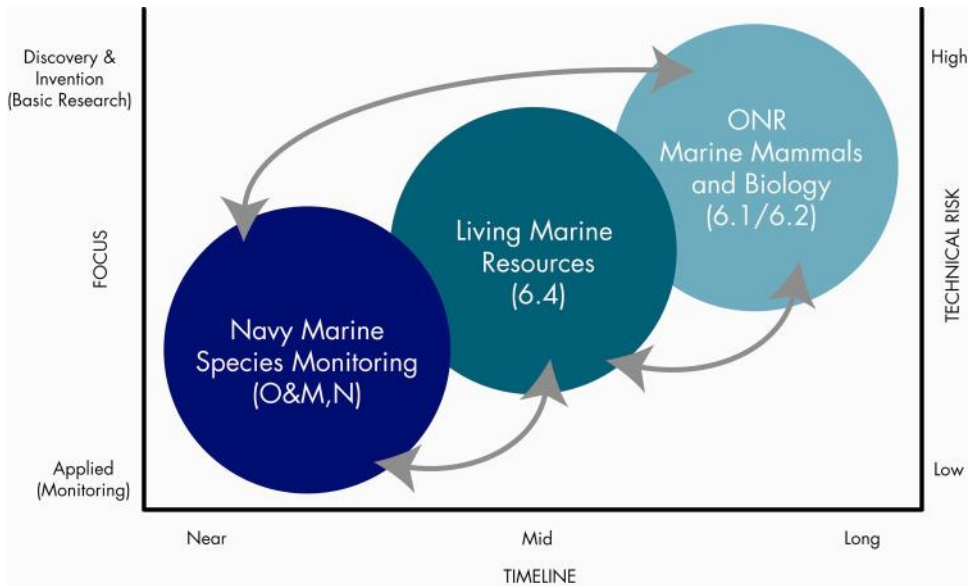 Discovery &
Invention
(Basic Research)
High
ONR
Marine Mammals
and Biology
(6.1/6.2)
Living Marine
Resources
(6.4)
FOCUS
TECHNICAL RISK
Navy Marine
Species Monitoring
(O&M,N)
Applied
(Monitoring)
Low
Near
Mid
Long
TIMELINE